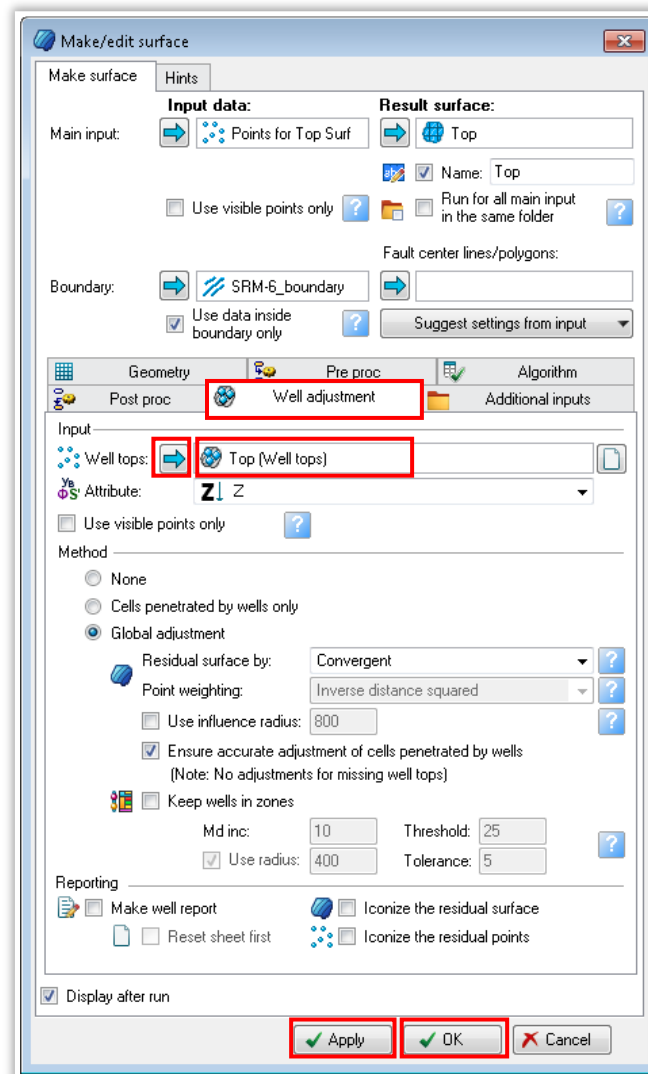 Make/edit surface
Make surface Hints
Input data: Result surface:
Main input: Points for Top Surf Top
Name: Top
Use visible points only ? Run for all main input
in the same folder ?
Fault center lines/polygons:
Boundary: SRM-6_boundary
Use data inside
boundary only ? Suggest settings from input
Geometry Pre proc Algorithm
Post proc Well adjustment Additional inputs
Input
Well tops: Top (Well tops)
Attribute: Z Z
Use visible points only ?
Method
None
Cells penetrated by wells only
Global adjustment
Residual surface by: Convergent ?
Point weighting: Inverse distance squared ?
Use influence radius: 800 ?
Ensure accurate adjustment of cells penetrated by wells
(Note: No adjustments for missing well tops)
Keep wells in zones
Md inc: 10 Threshold: 25
Use radius: 400 Tolerance: 5 ?
Reporting
Make well report Iconize the residual surface
Reset sheet first Iconize the residual points
Display after run
Apply OK Cancel